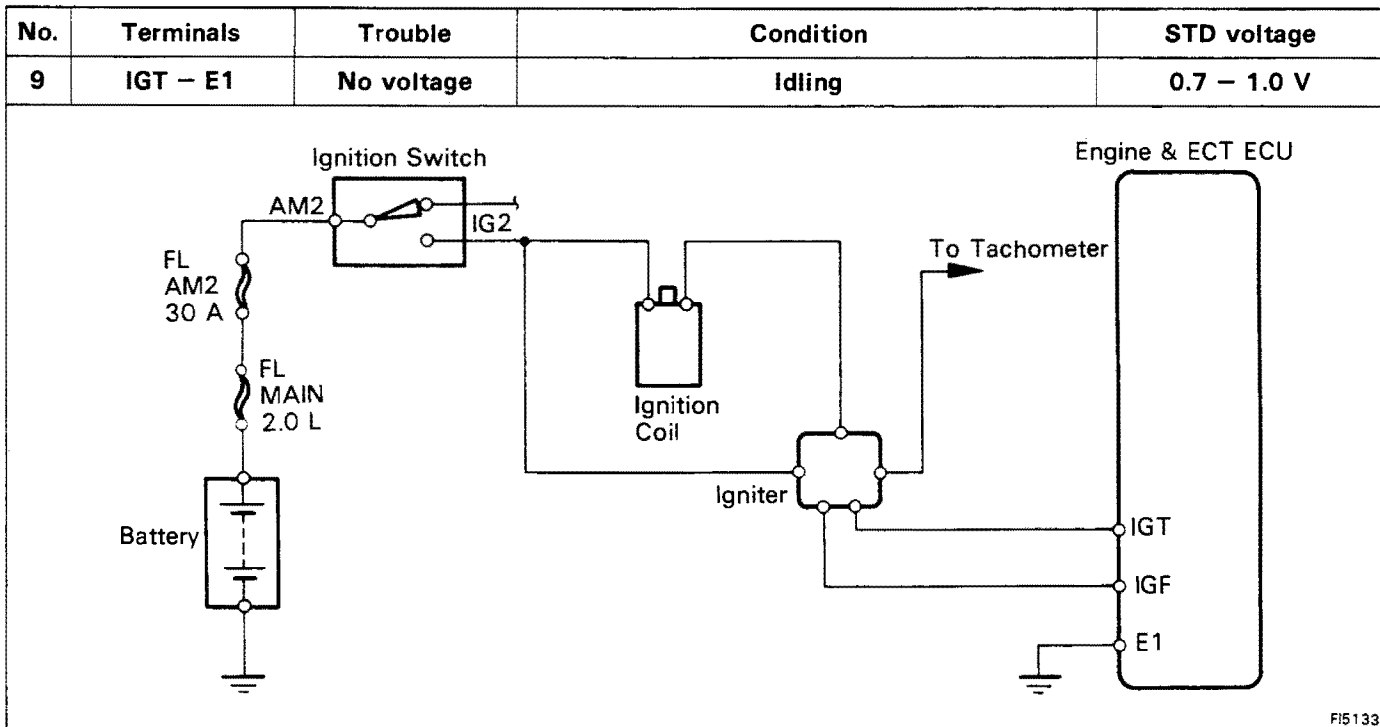 No. Terminals Trouble Condition STD voltage
9 IGT – E1 No voltage Idling 0.7 – 1.0 V
Ignition Switch
Engine & ECT ECU
AM2
IG2
To Tachometer
FL
AM2
30 A
FL
MAIN
2.0 L
Ignition
Coil
Igniter
Battery
IGT
IGF
E1
FI5133